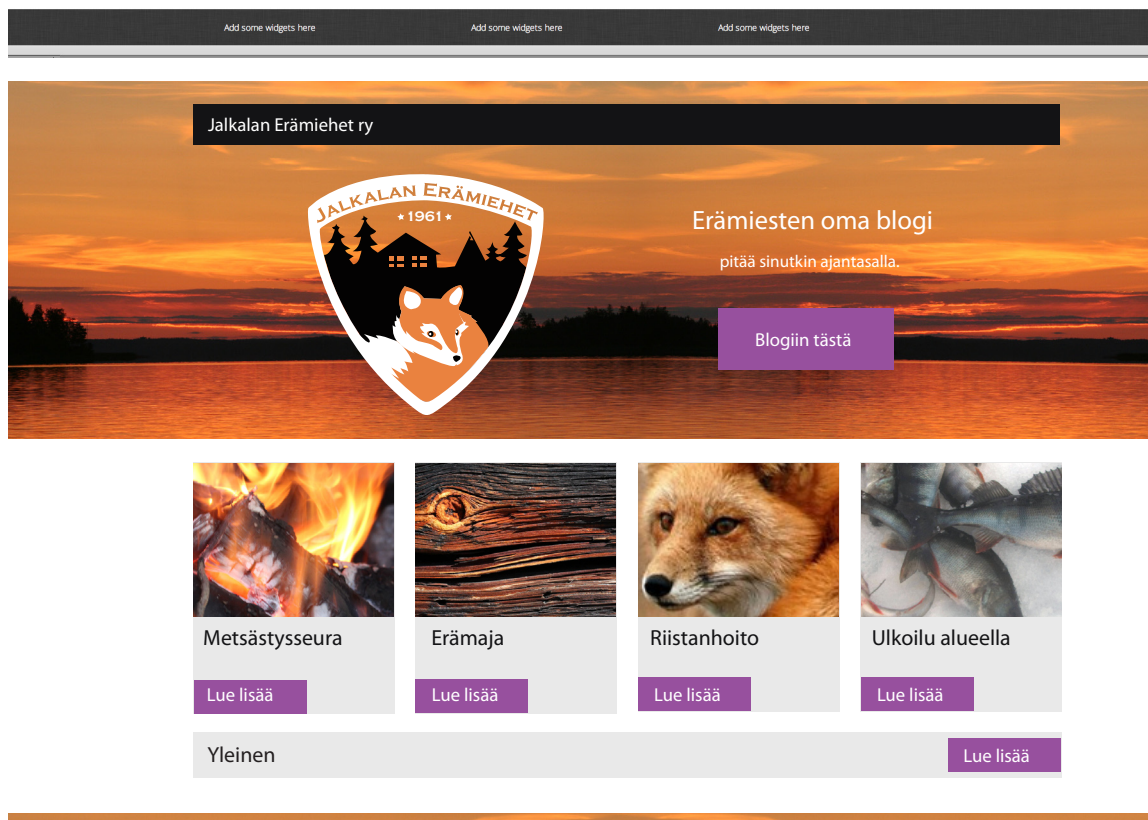 Add some widgets here Add some widgets here Add some widgets here
Jalkalan Erämiehet ry
JALKALAN ERÄMIEHET
1961
Erämiesten oma blogi
pitää sinutkin ajantasalla.
Blogiin tästä
Metsästysseura
Lue lisää
Erämaja
Lue lisää
Riistanhoito
Lue lisää
Ulkoilu alueella
Lue lisää
Yleinen
Lue lisää